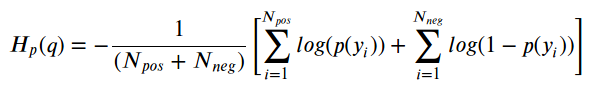 H_p(q) = -\frac{1}{(N_{pos} + N_{neg})} \left[ \sum_{i=1}^{N_{pos}} log(p(y_i)) + \sum_{i=1}^{N_{neg}} log(1 - p(y_i)) \right]